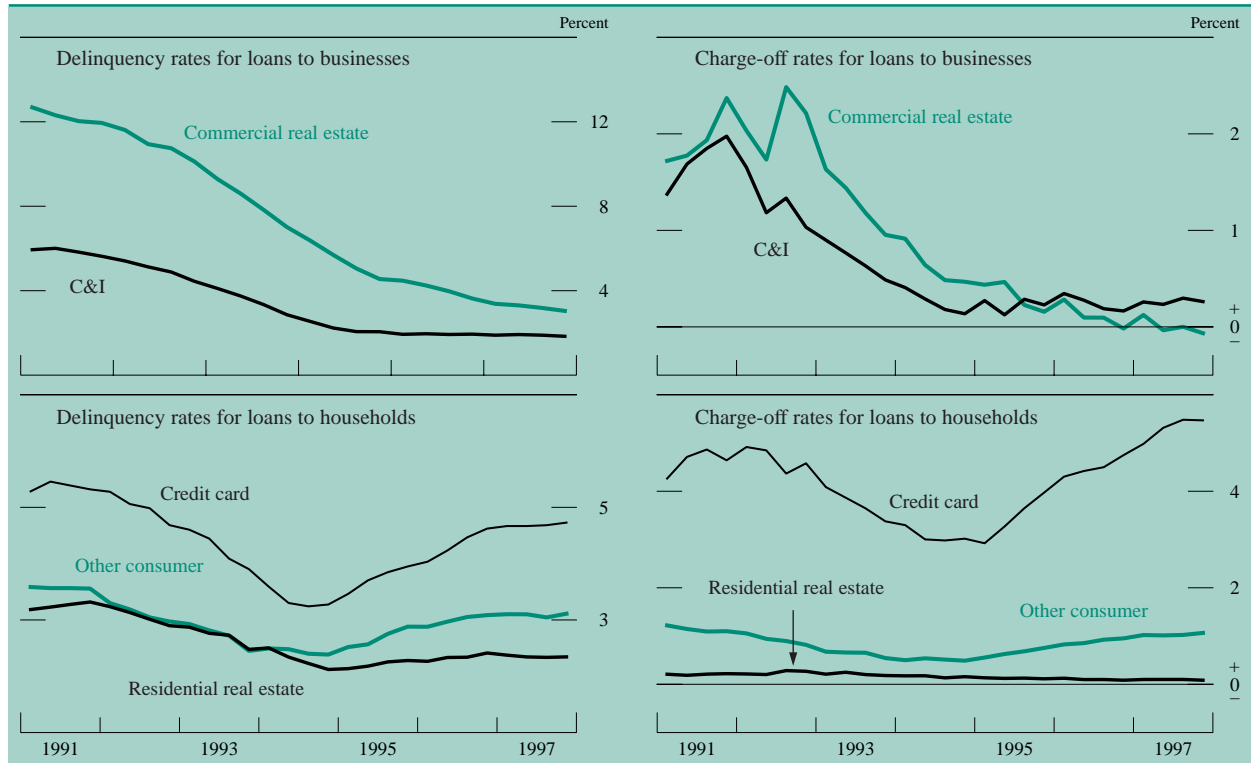 Percent
Delinquency rates for loans to businesses
Commercial real estate
12
8
C&I
4
Percent
Charge-off rates for loans to businesses
Commercial real estate
2
1
C&I
+
0
–
Delinquency rates for loans to households
Credit card
5
Other consumer
3
Residential real estate
1991 1993 1995 1997
Charge-off rates for loans to households
4
Credit card
2
Residential real estate
Other consumer
+
0
–
1991 1993 1995 1997